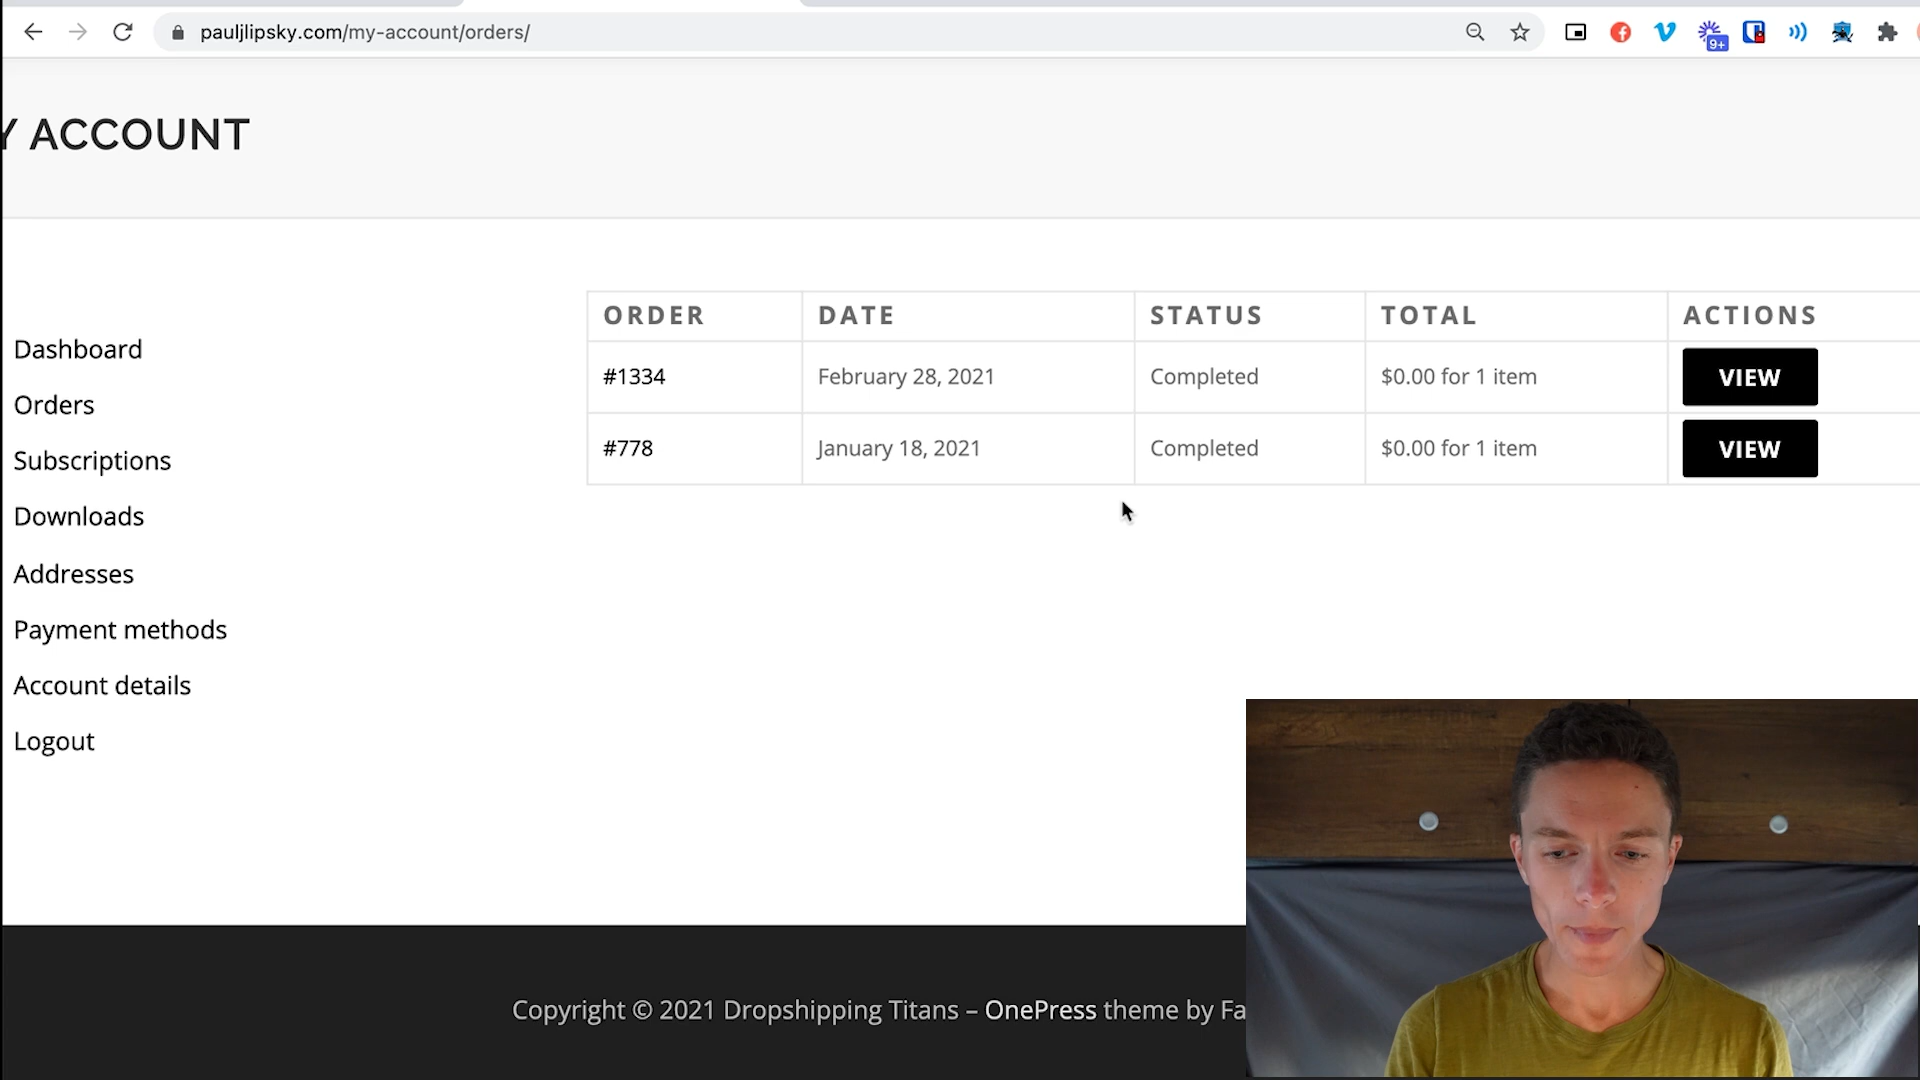 pauljlipsky.com/my-account/orders/
9+
Y ACCOUNT
ORDER DATE STATUS TOTAL ACTIONS
#1334 February 28, 2021 Completed $0.00 for 1 item VIEW
#778 January 18, 2021 Completed $0.00 for 1 item VIEW
Dashboard
Orders
Subscriptions
Downloads
Addresses
Payment methods
Account details
Logout
Copyright © 2021 Dropshipping Titans – OnePress theme by Fa